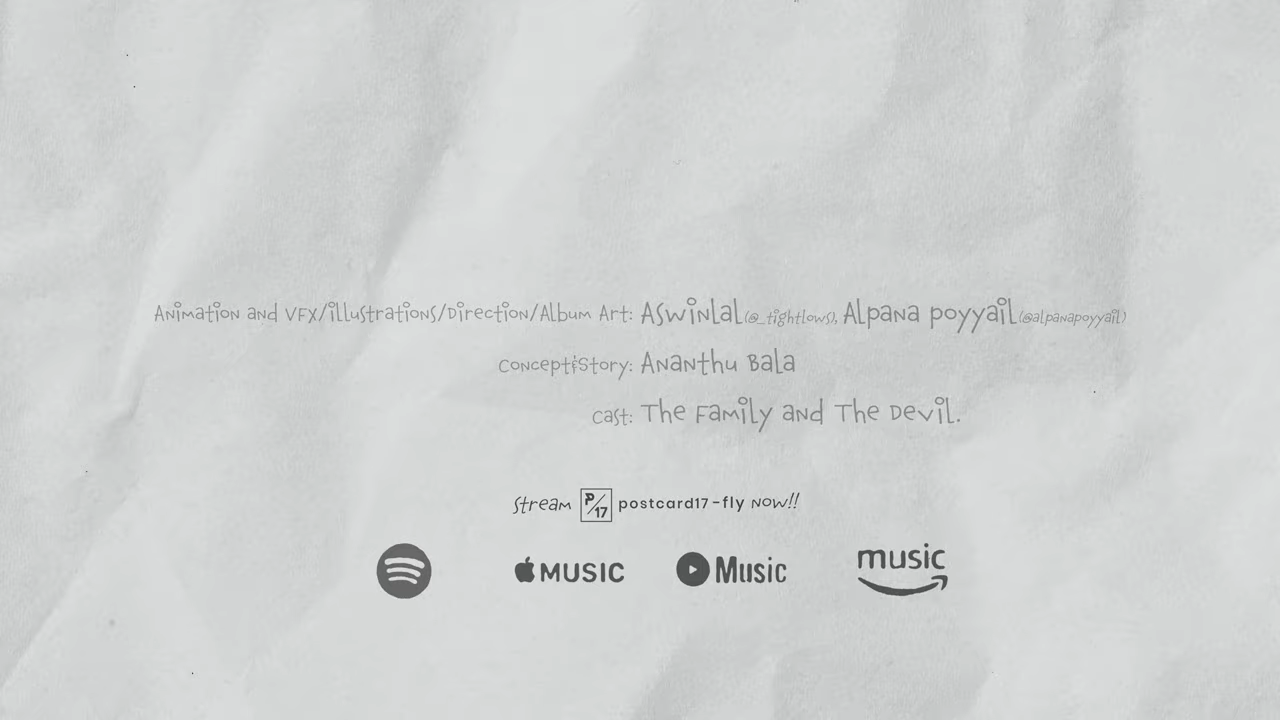 Animation and VFX/illustrations/Direction/Album Art: Aswinlal(@_tightlows), Alpana poyyail(@alpanapoyyail)
Concept&Story: Ananthu Bala
Cast: The Family and The Devil.
Stream P/17 postcard17-fly NOW!!
MUSIC Music music